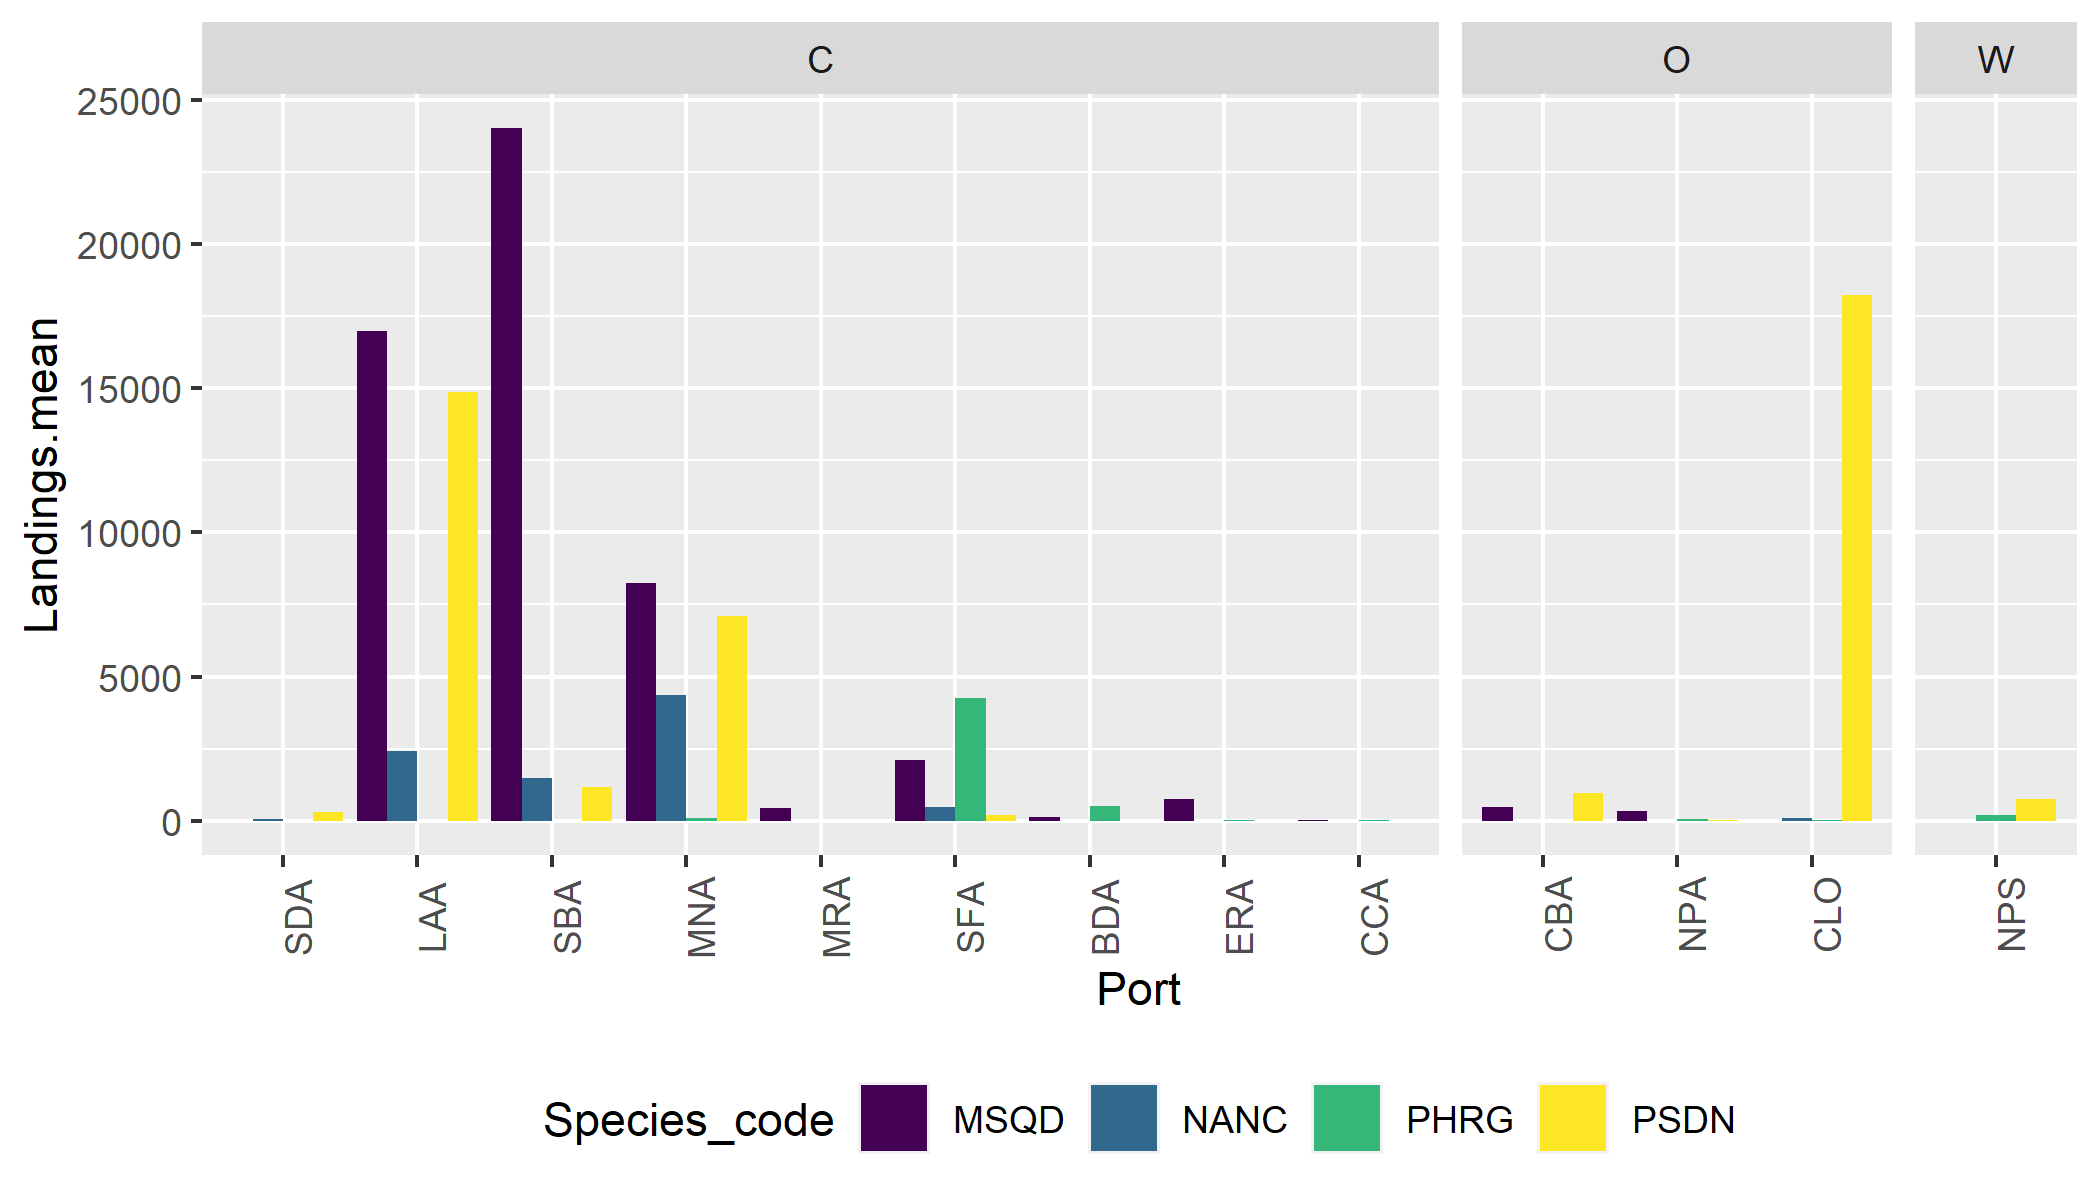 C O W
25000
20000
15000
10000
5000
0
Landings.mean
SDA LAA SBA MNA MRA SFA BDA ERA CCA CBA NPA CLO NPS
Port
Species_code MSQD NANC PHRG PSDN